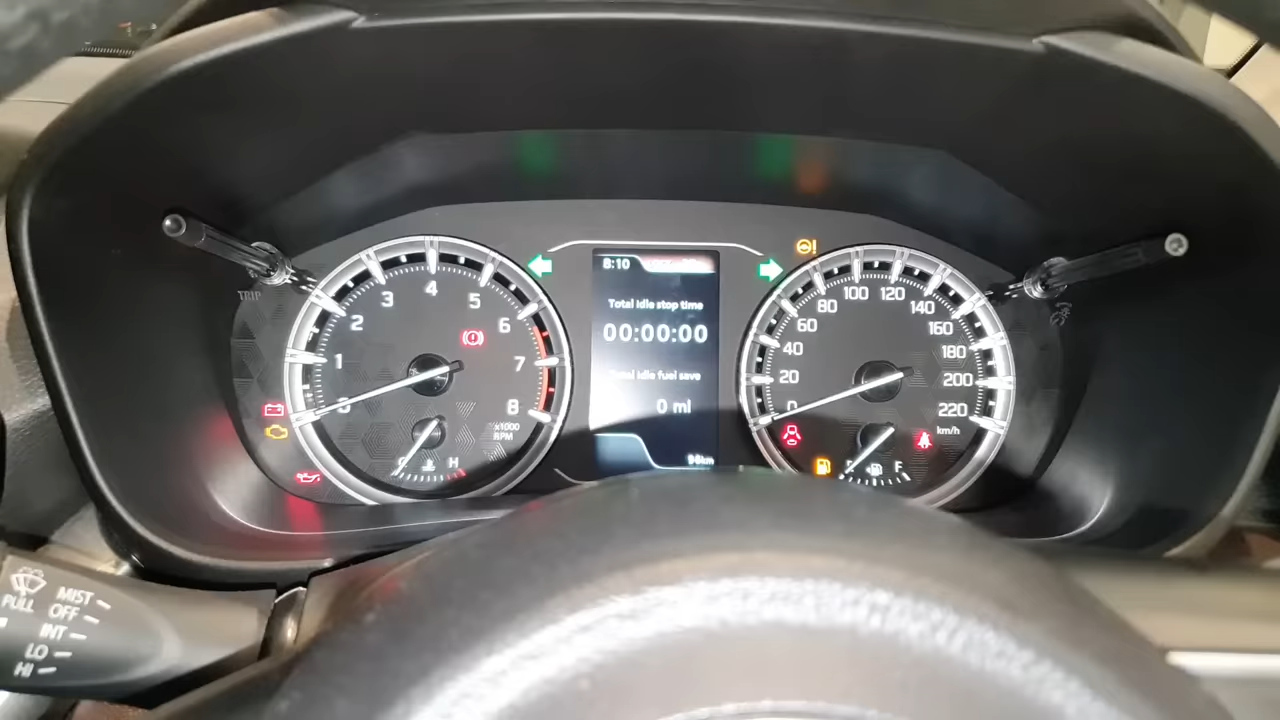 TRIP
1
2
3
4
5
6
7
8
x1000
RPM
C
H
8:10
Total Idle stop time
00:00:00
Total Idle fuel save
0 ml
96km
0
20
40
60
80
100
120
140
160
180
200
220
km/h
E
F
PULL
MIST
OFF
INT
LO
HI